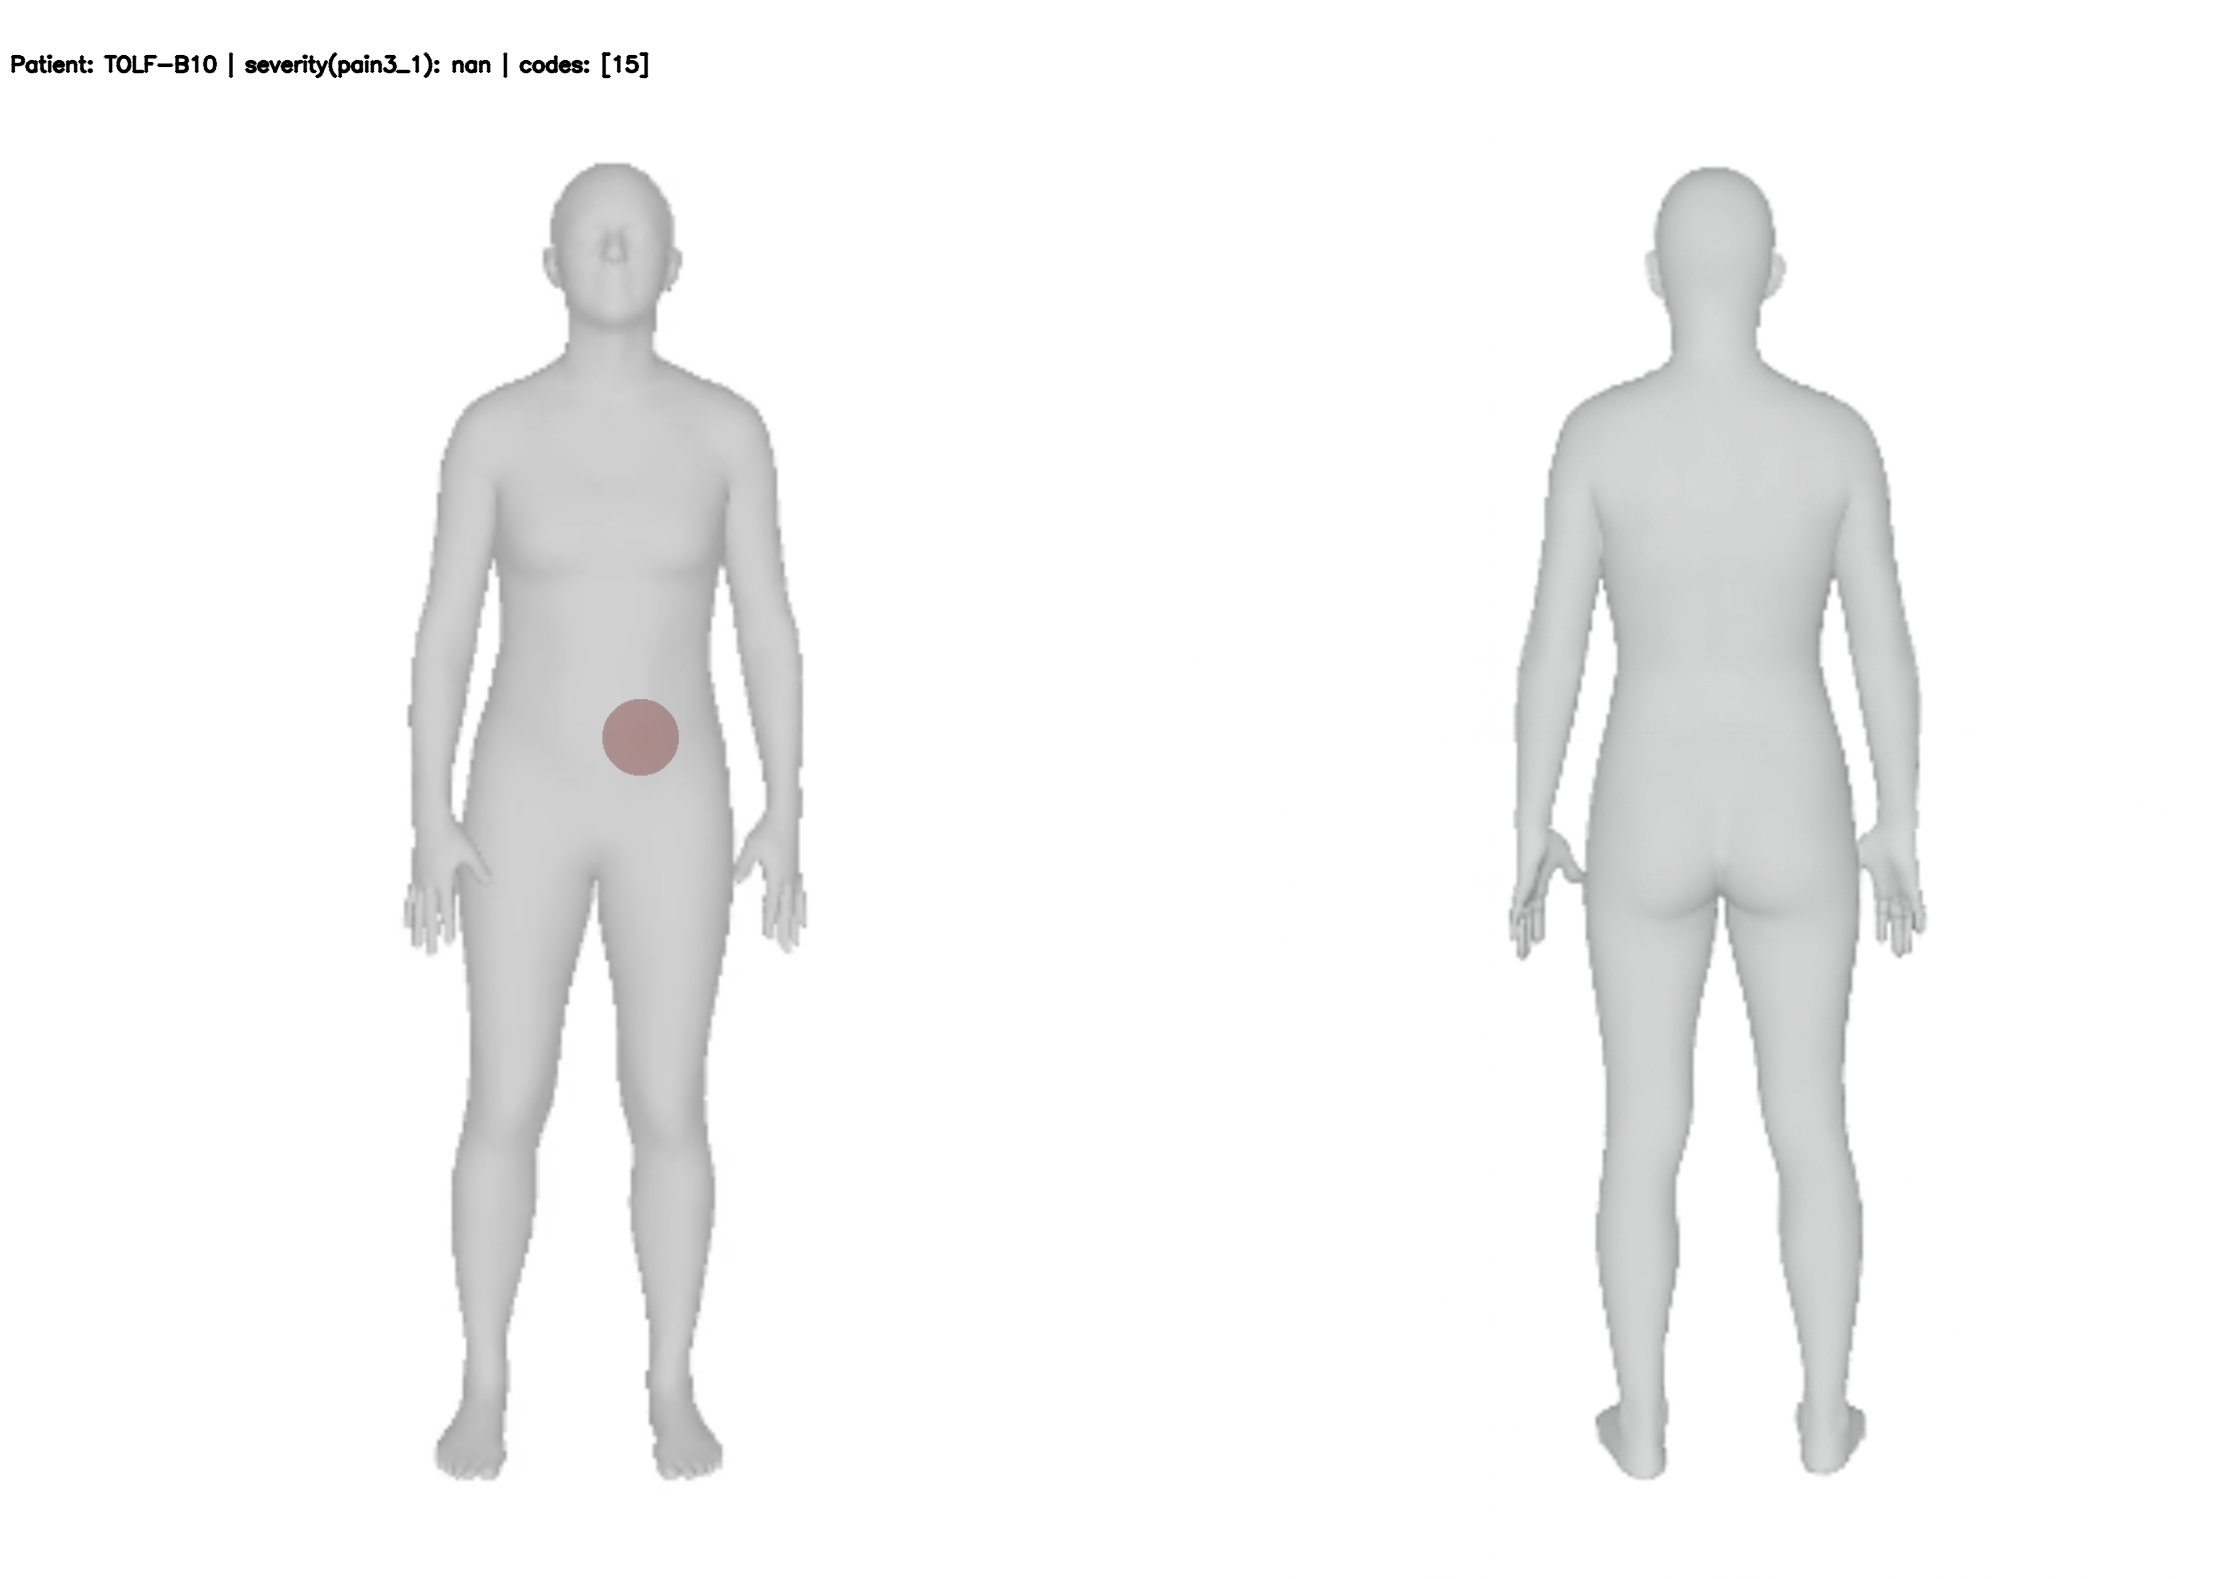 Patient: TOLF-B10 | severity(pain3_1): nan | codes: [15]